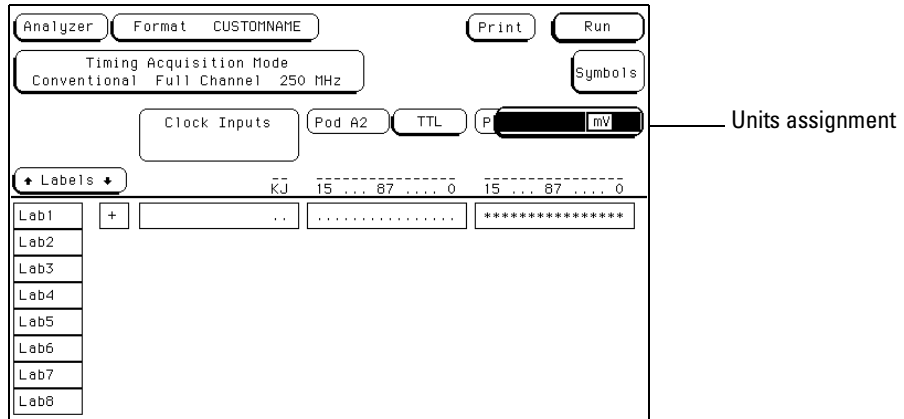 Analyzer Format CUSTOMNAME Print Run
Timing Acquisition Mode
Conventional Full Channel 250 MHz
Symbols
Clock Inputs Pod A2 TTL P mV
Units assignment
↑ Labels ↓
KJ 15 ... 87 .... 0 15 ... 87 .... 0
Lab1 + .. ................ ****************
Lab2
Lab3
Lab4
Lab5
Lab6
Lab7
Lab8